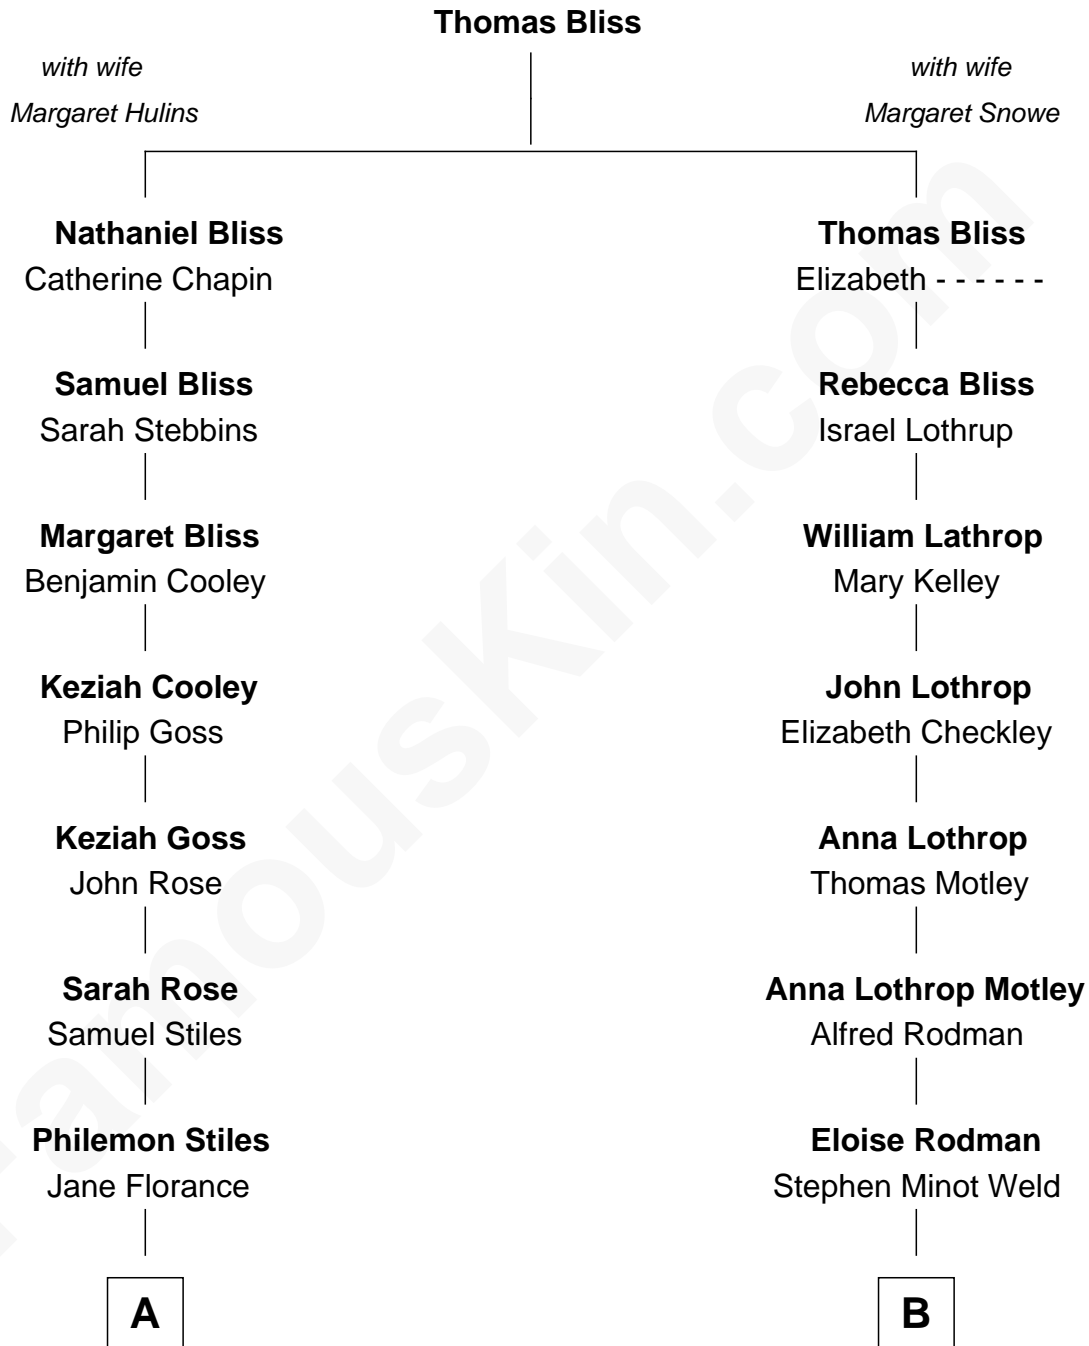 Thomas Bliss
with wife
Margaret Hulins
with wife
Margaret Snowe
Nathaniel Bliss
Catherine Chapin
Thomas Bliss
Elizabeth - - - - - -
Samuel Bliss
Sarah Stebbins
Rebecca Bliss
Israel Lothrup
Margaret Bliss
Benjamin Cooley
William Lathrop
Mary Kelley
Keziah Cooley
Philip Goss
John Lothrop
Elizabeth Checkley
Keziah Goss
John Rose
Anna Lothrop
Thomas Motley
Sarah Rose
Samuel Stiles
Anna Lothrop Motley
Alfred Rodman
Philemon Stiles
Jane Florance
Eloise Rodman
Stephen Minot Weld
A
B
FamousKin.com